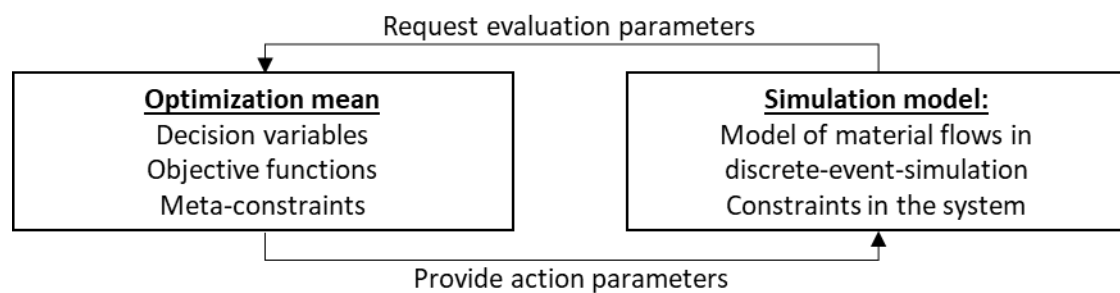 Request evaluation parameters
Optimization mean
Decision variables
Objective functions
Meta-constraints
Simulation model:
Model of material flows in
discrete-event-simulation
Constraints in the system
Provide action parameters